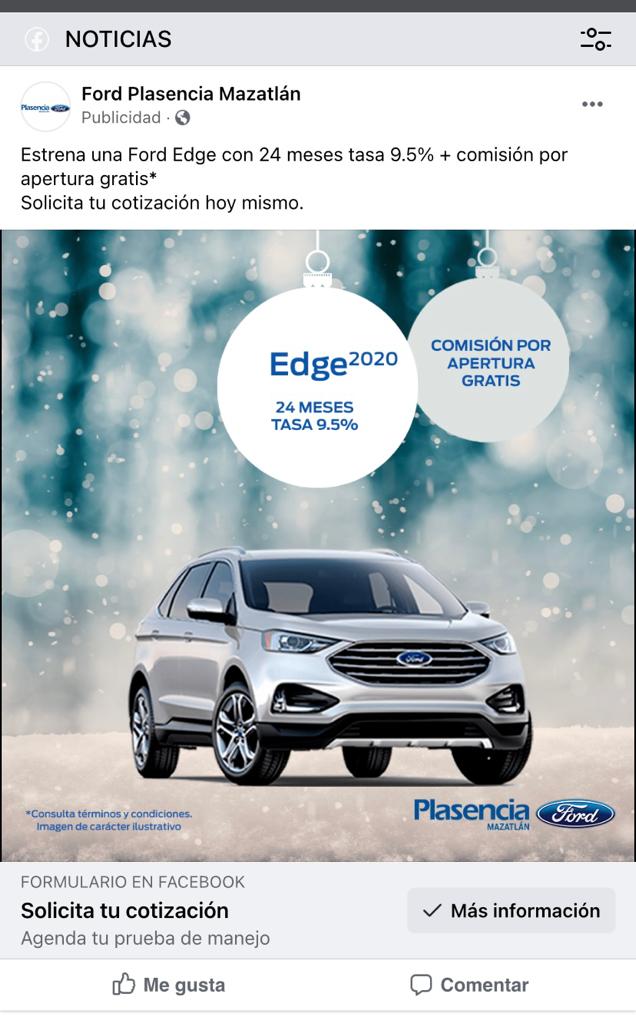 NOTICIAS
Ford Plasencia Mazatlán
Publicidad ·
Estrena una Ford Edge con 24 meses tasa 9.5% + comisión por
apertura gratis*
Solicita tu cotización hoy mismo.
Edge2020
24 MESES
TASA 9.5%
COMISIÓN POR
APERTURA
GRATIS
Ford
*Consulta términos y condiciones.
Imagen de carácter ilustrativo
Plasencia Ford
MAZATLÁN
FORMULARIO EN FACEBOOK
Solicita tu cotización
Agenda tu prueba de manejo
Más información
Me gusta
Comentar